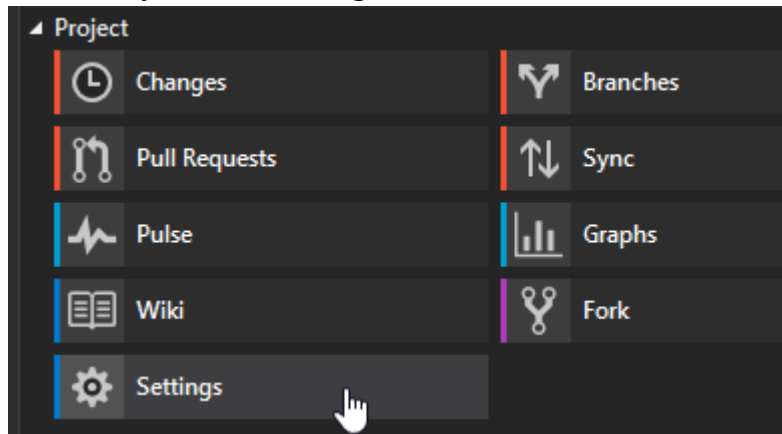 Project
Changes
Branches
Pull Requests
Sync
Pulse
Graphs
Wiki
Fork
Settings